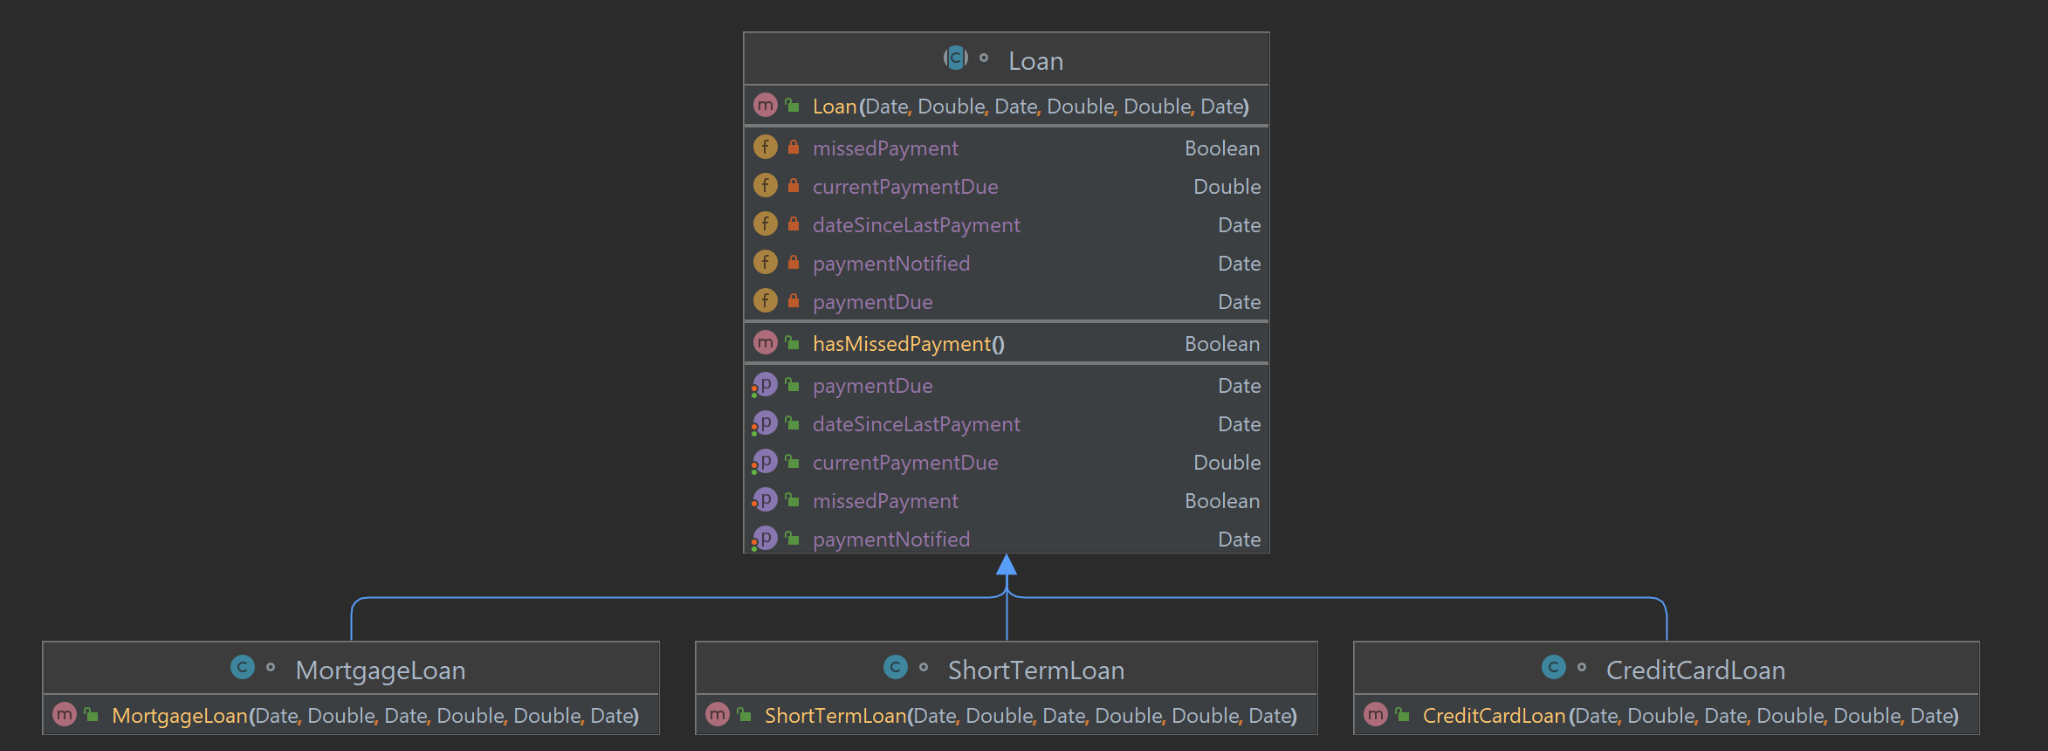 Loan
Loan(Date, Double, Date, Double, Double, Date)
missedPayment Boolean
currentPaymentDue Double
dateSinceLastPayment Date
paymentNotified Date
paymentDue Date
hasMissedPayment() Boolean
paymentDue Date
dateSinceLastPayment Date
currentPaymentDue Double
missedPayment Boolean
paymentNotified Date
MortgageLoan
MortgageLoan(Date, Double, Date, Double, Double, Date)
ShortTermLoan
ShortTermLoan(Date, Double, Date, Double, Double, Date)
CreditCardLoan
CreditCardLoan(Date, Double, Date, Double, Double, Date)